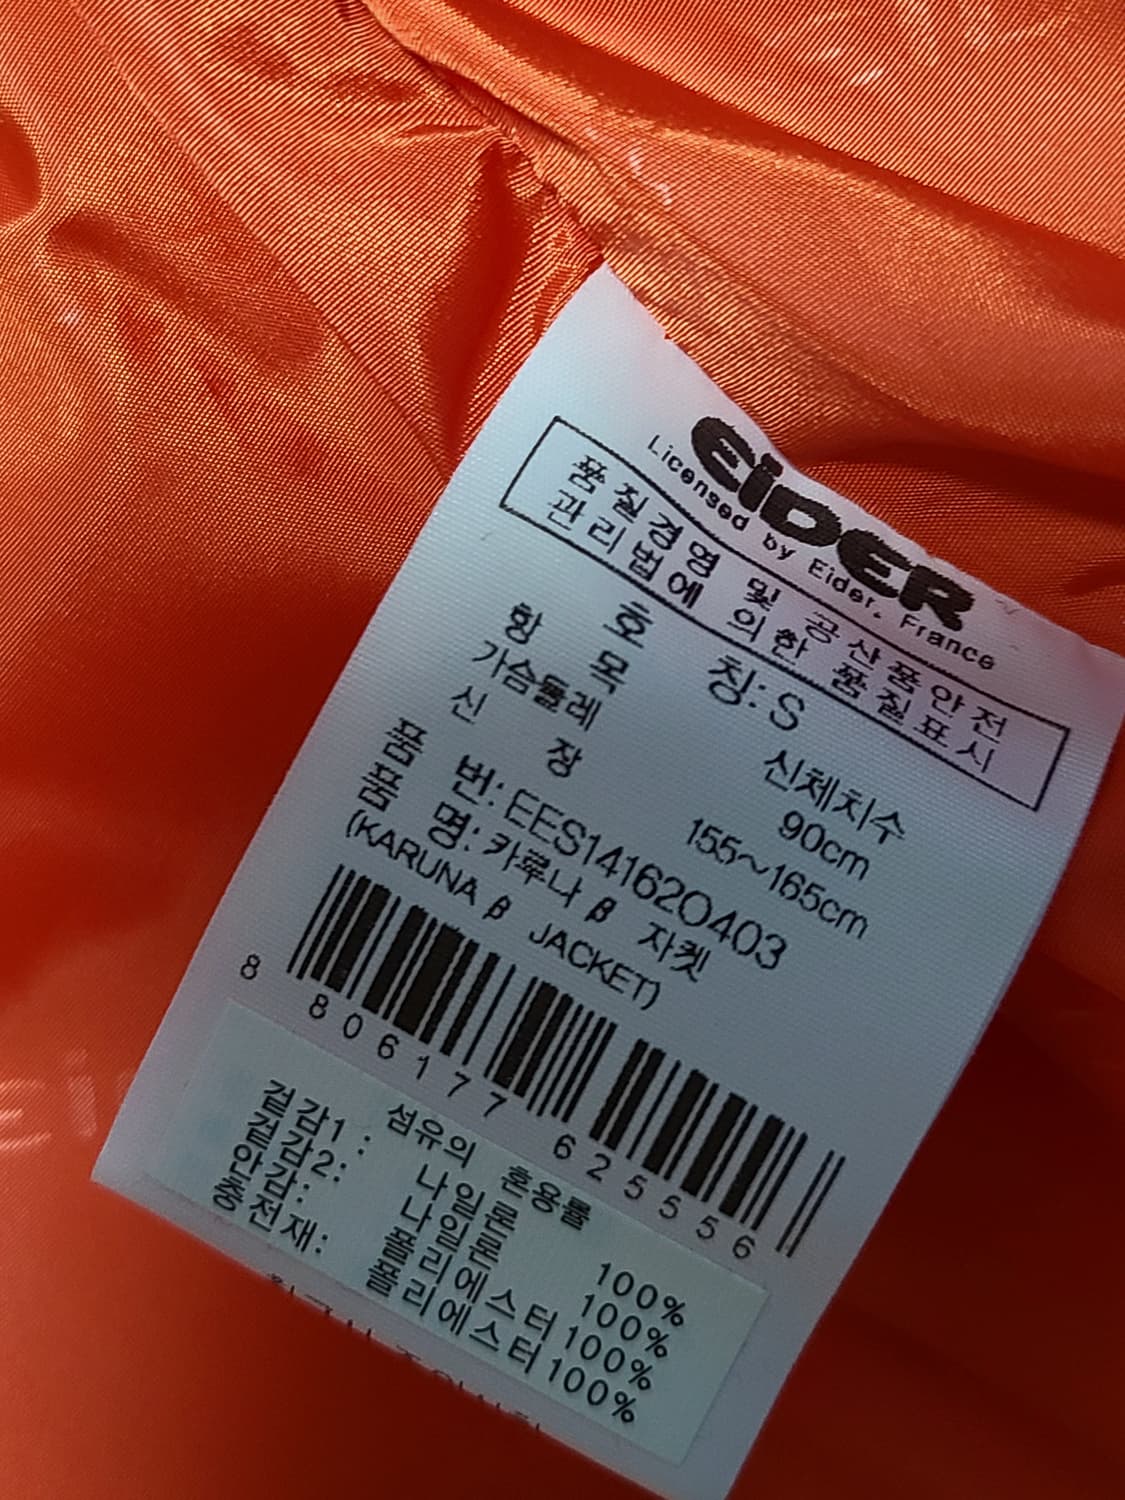 EiDER
Licensed by Eider, France
품질경영 및 공산품안전
관리법에 의한 품질표시
호 칭: S
항 목 신체치수
가슴둘레 90cm
신 장 155~165cm
품 번: EES1416204O3
품 명: 카루나 β 자켓
(KARUNA β JACKET)
8 806177 625556
섬유의 혼용률
겉감1: 나일론 100%
겉감2: 나일론 100%
안감: 폴리에스터 100%
충전재: 폴리에스터 100%